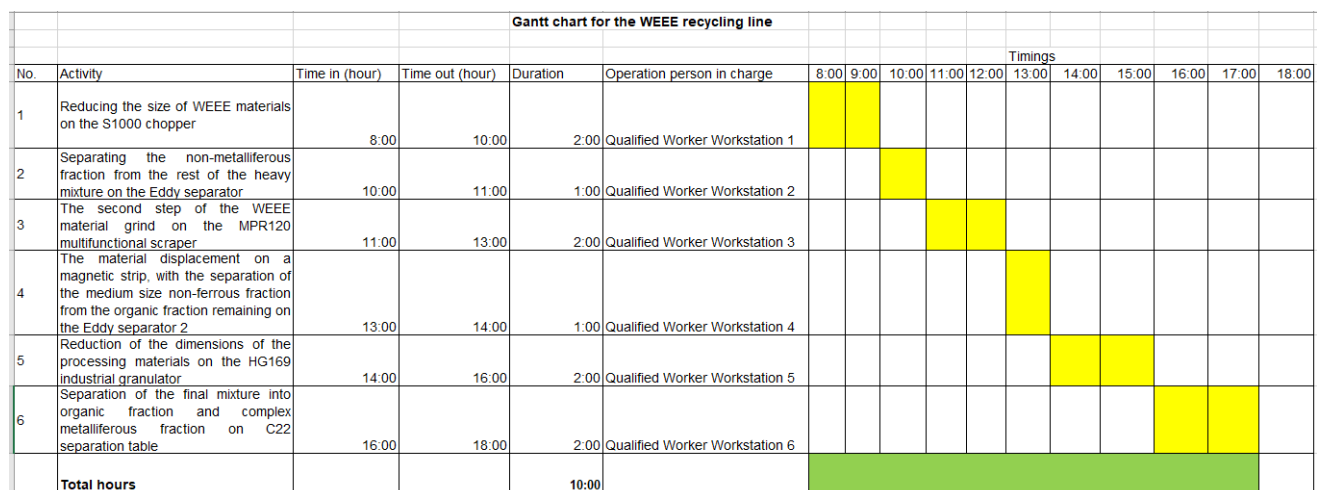 Gantt chart for the WEEE recycling line
Timings
No. Activity Time in (hour) Time out (hour) Duration Operation person in charge 8:00 9:00 10:00 11:00 12:00 13:00 14:00 15:00 16:00 17:00 18:00
Reducing the size of WEEE materials
1
on the S1000 chopper
8:00 10:00 2:00 Qualified Worker Workstation 1
Separating the non-metalliferous
2 fraction from the rest of the heavy
mixture on the Eddy separator 10:00 11:00 1:00 Qualified Worker Workstation 2
The second step of the WEEE
3 material grind on the MPR120
multifunctional scraper 11:00 13:00 2:00 Qualified Worker Workstation 3
The material displacement on a
magnetic strip, with the separation of
4 the medium size non-ferrous fraction
from the organic fraction remaining on
the Eddy separator 2 13:00 14:00 1:00 Qualified Worker Workstation 4
Reduction of the dimensions of the
5 processing materials on the HG169
industrial granulator 14:00 16:00 2:00 Qualified Worker Workstation 5
Separation of the final mixture into
organic fraction and complex
6 metalliferous fraction on C22
separation table 16:00 18:00 2:00 Qualified Worker Workstation 6
Total hours 10:00